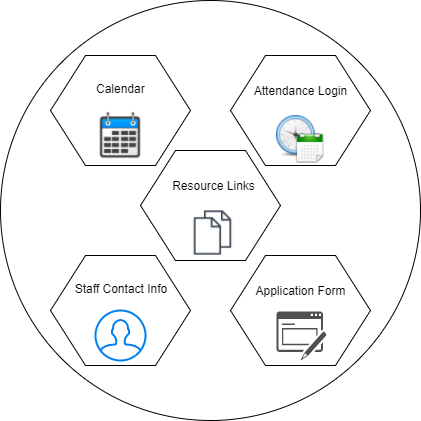 Calendar
Attendance Login
Resource Links
Staff Contact Info
Application Form